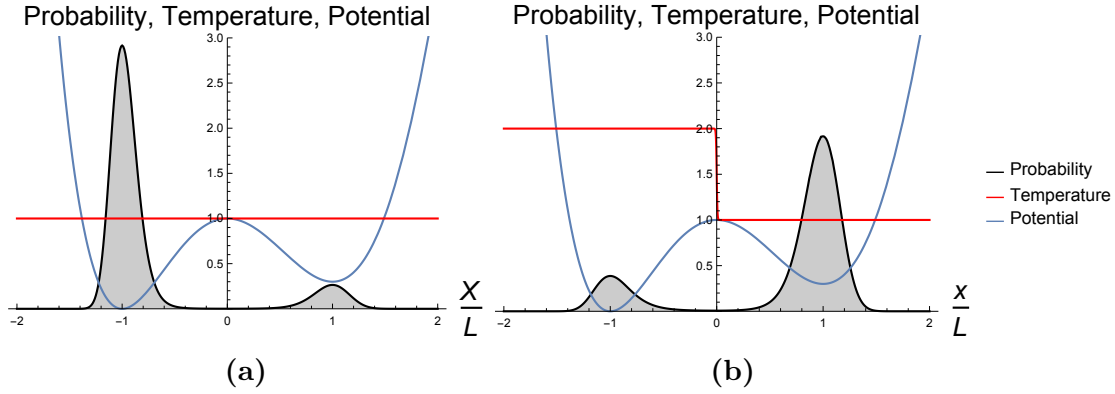 Probability, Temperature, Potential
3.0
2.5
2.0
1.5
1.0
0.5
−2
−1
0
1
2
X/L
(a)
Probability, Temperature, Potential
3.0
2.5
2.0
1.5
1.0
0.5
−2
−1
0
1
2
x/L
(b)
Probability
Temperature
Potential